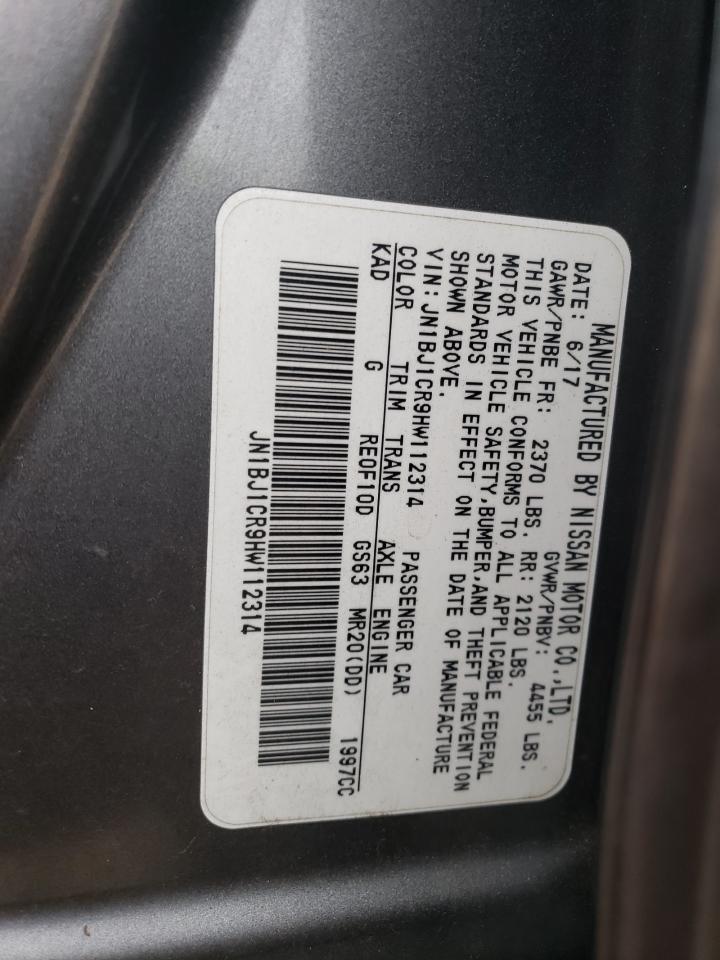 MANUFACTURED BY NISSAN MOTOR CO.,LTD.
DATE: 6/17 GVWR/PNBV: 4455 LBS.
GAWR/PNBE FR: 2370 LBS. RR: 2120 LBS.
THIS VEHICLE CONFORMS TO ALL APPLICABLE FEDERAL
MOTOR VEHICLE SAFETY,BUMPER,AND THEFT PREVENTION
STANDARDS IN EFFECT ON THE DATE OF MANUFACTURE
SHOWN ABOVE.
VIN:JN1BJ1CR9HW112314 PASSENGER CAR
COLOR TRIM TRANS AXLE ENGINE
KAD G RE0F10D GS63 MR20(DD) 1997CC
JN1BJ1CR9HW112314